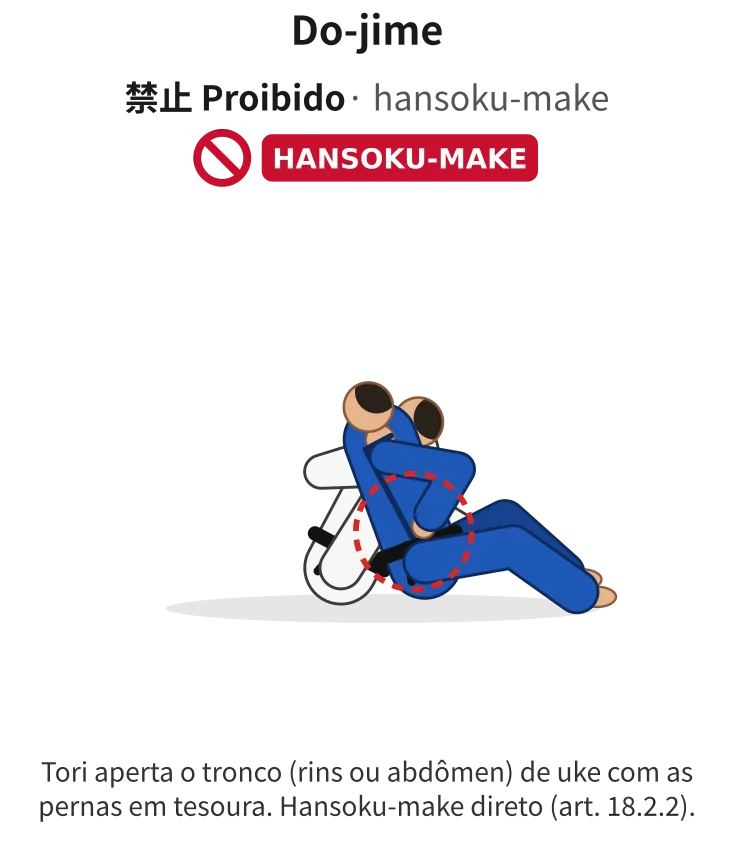 Do-jime
禁止 Proibido · hansoku-make
HANSOKU-MAKE
Tori aperta o tronco (rins ou abdômen) de uke com as
pernas em tesoura. Hansoku-make direto (art. 18.2.2).